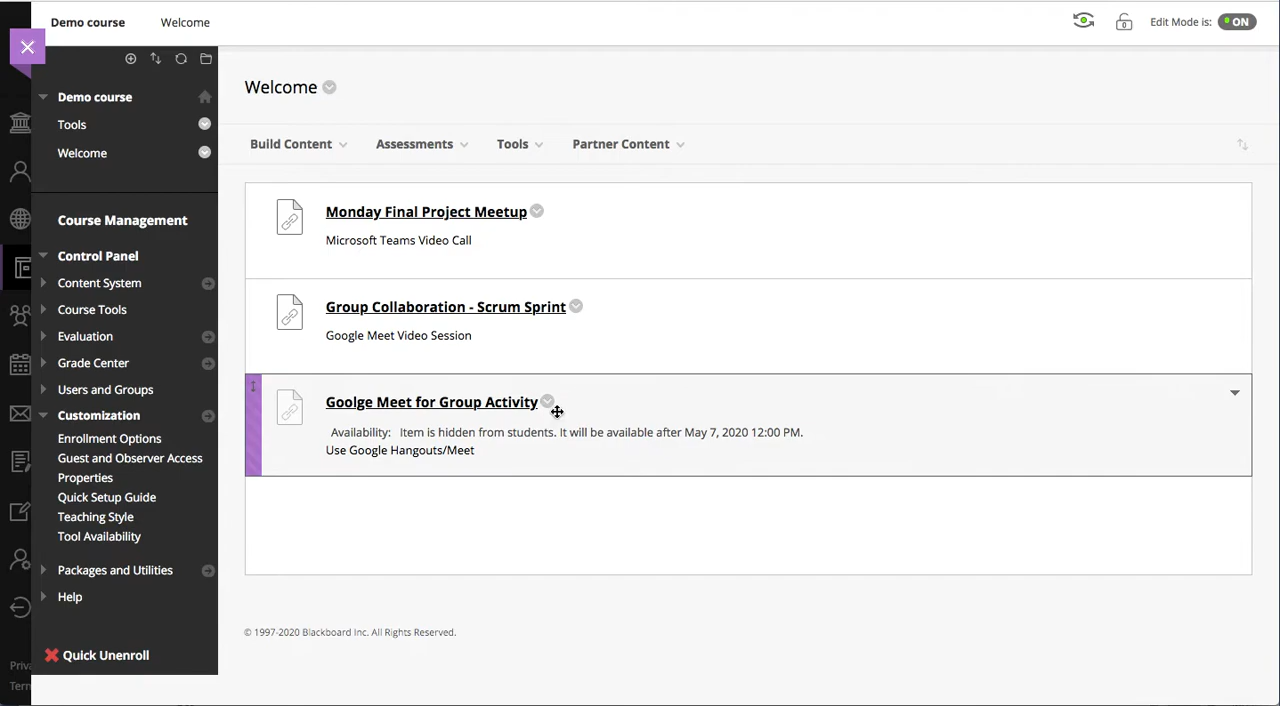 Demo course
Welcome
Edit Mode is: ON
Demo course
Tools
Welcome
Course Management
Control Panel
Content System
Course Tools
Evaluation
Grade Center
Users and Groups
Customization
Enrollment Options
Guest and Observer Access
Properties
Quick Setup Guide
Teaching Style
Tool Availability
Packages and Utilities
Help
Quick Unenroll
Priva
Term
Welcome
Build Content
Assessments
Tools
Partner Content
Monday Final Project Meetup
Microsoft Teams Video Call
Group Collaboration - Scrum Sprint
Google Meet Video Session
Goolge Meet for Group Activity
Availability: Item is hidden from students. It will be available after May 7, 2020 12:00 PM.
Use Google Hangouts/Meet
© 1997-2020 Blackboard Inc. All Rights Reserved.